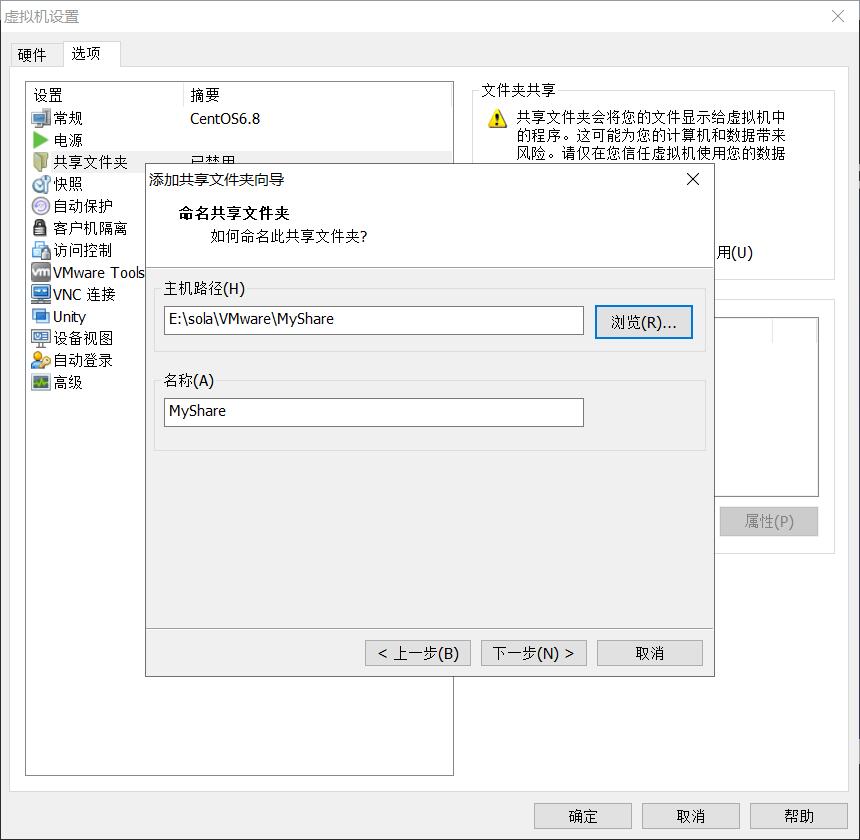 虚拟机设置
硬件 选项
设置 摘要
常规 CentOS6.8
电源
共享文件夹 已禁用
快照
自动保护
客户机隔离
访问控制
VMware Tools
VNC 连接
Unity
设备视图
自动登录
高级
文件夹共享
共享文件夹会将您的文件显示给虚拟机中
的程序。这可能为您的计算机和数据带来
风险。请仅在您信任虚拟机使用您的数据
用(U)
属性(P)
添加共享文件夹向导
命名共享文件夹
如何命名此共享文件夹?
主机路径(H)
E:\sola\VMware\MyShare
浏览(R)...
名称(A)
MyShare
< 上一步(B) 下一步(N) > 取消
确定 取消 帮助